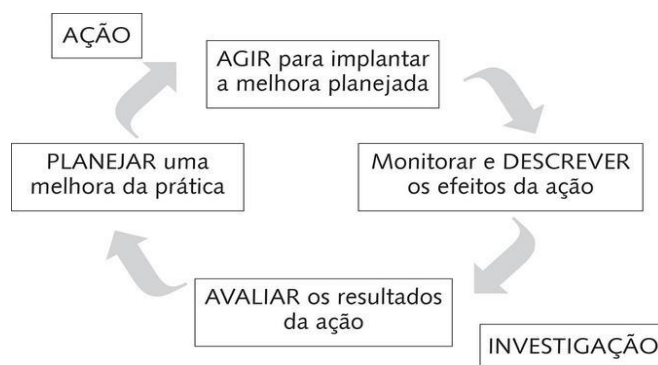 AÇÃO
AGIR para implantar
a melhora planejada
PLANEJAR uma
melhora da prática
Monitorar e DESCREVER
os efeitos da ação
AVALIAR os resultados
da ação
INVESTIGAÇÃO